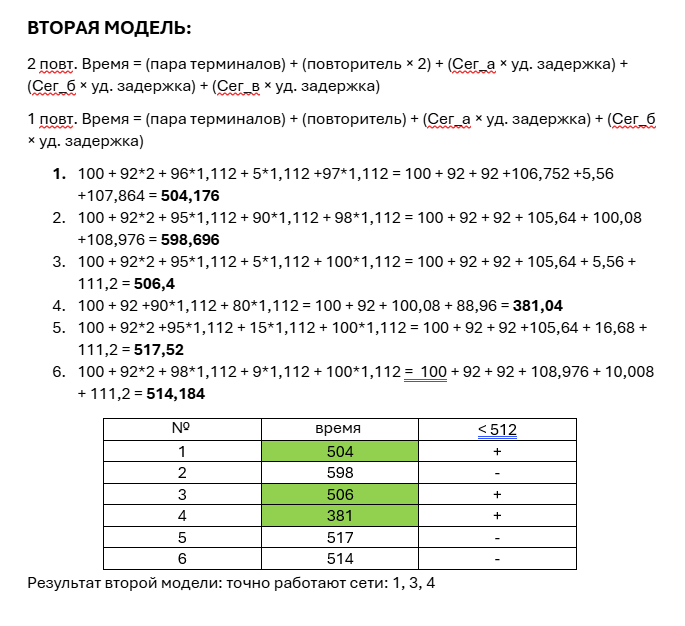 ВТОРАЯ МОДЕЛЬ:
2 повт. Время = (пара терминалов) + (повторитель × 2) + (Сег_а × уд. задержка) +
(Сег_б × уд. задержка) + (Сег_в × уд. задержка)
1 повт. Время = (пара терминалов) + (повторитель) + (Сег_а × уд. задержка) + (Сег_б
× уд. задержка)
1. 100 + 92*2 + 96*1,112 + 5*1,112 +97*1,112 = 100 + 92 + 92 +106,752 +5,56
+107,864 = 504,176
2. 100 + 92*2 + 95*1,112 + 90*1,112 + 98*1,112 = 100 + 92 + 92 + 105,64 + 100,08
+108,976 = 598,696
3. 100 + 92*2 + 95*1,112 + 5*1,112 + 100*1,112 = 100 + 92 + 92 + 105,64 + 5,56 +
111,2 = 506,4
4. 100 + 92 +90*1,112 + 80*1,112 = 100 + 92 + 100,08 + 88,96 = 381,04
5. 100 + 92*2 +95*1,112 + 15*1,112 + 100*1,112 = 100 + 92 + 92 +105,64 + 16,68 +
111,2 = 517,52
6. 100 + 92*2 + 98*1,112 + 9*1,112 + 100*1,112 = 100 + 92 + 92 + 108,976 + 10,008
+ 111,2 = 514,184
№ время < 512
1 504 +
2 598 -
3 506 +
4 381 +
5 517 -
6 514 -
Результат второй модели: точно работают сети: 1, 3, 4